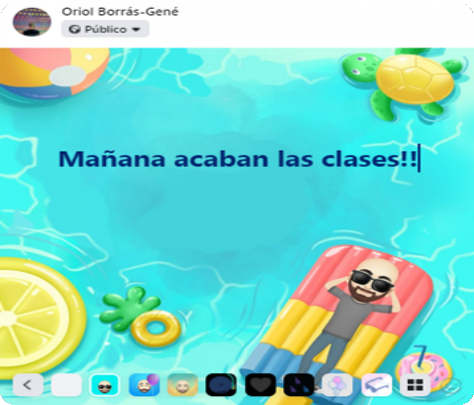 Oriol Borrás-Gené
Público
Mañana acaban las clases!!